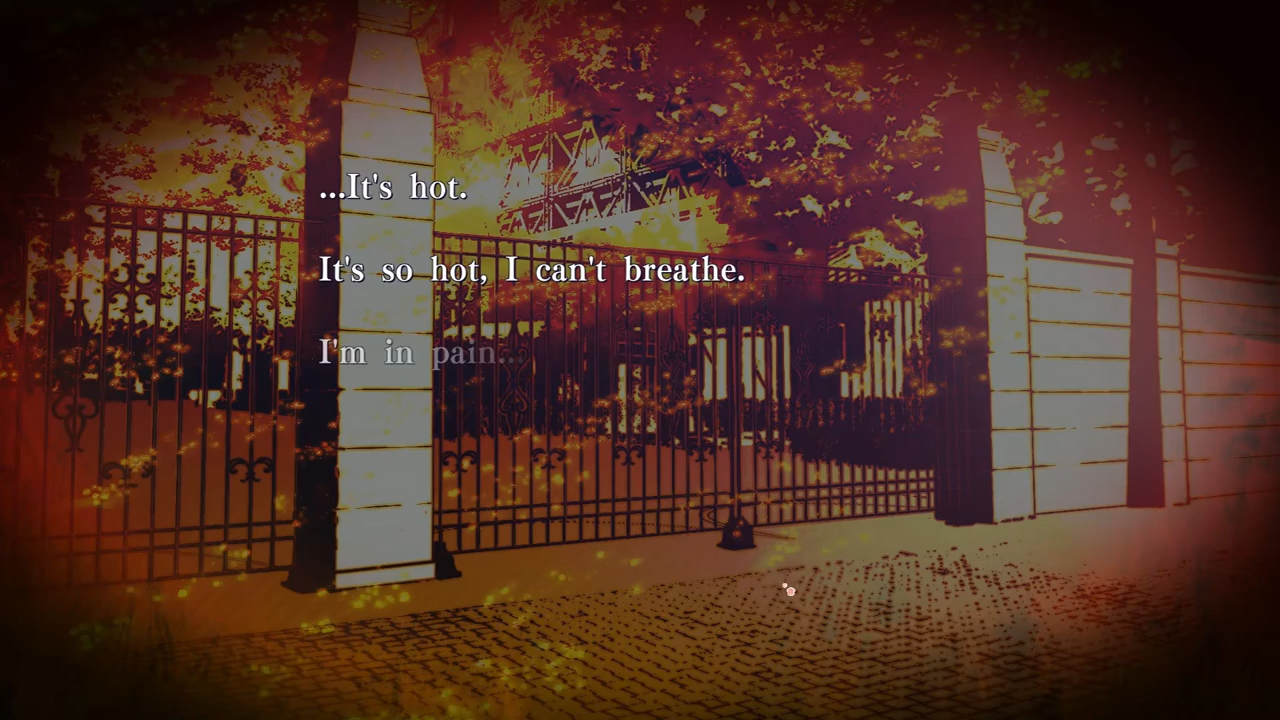 ...It's hot.
It's so hot, I can't breathe.
I'm in pain...